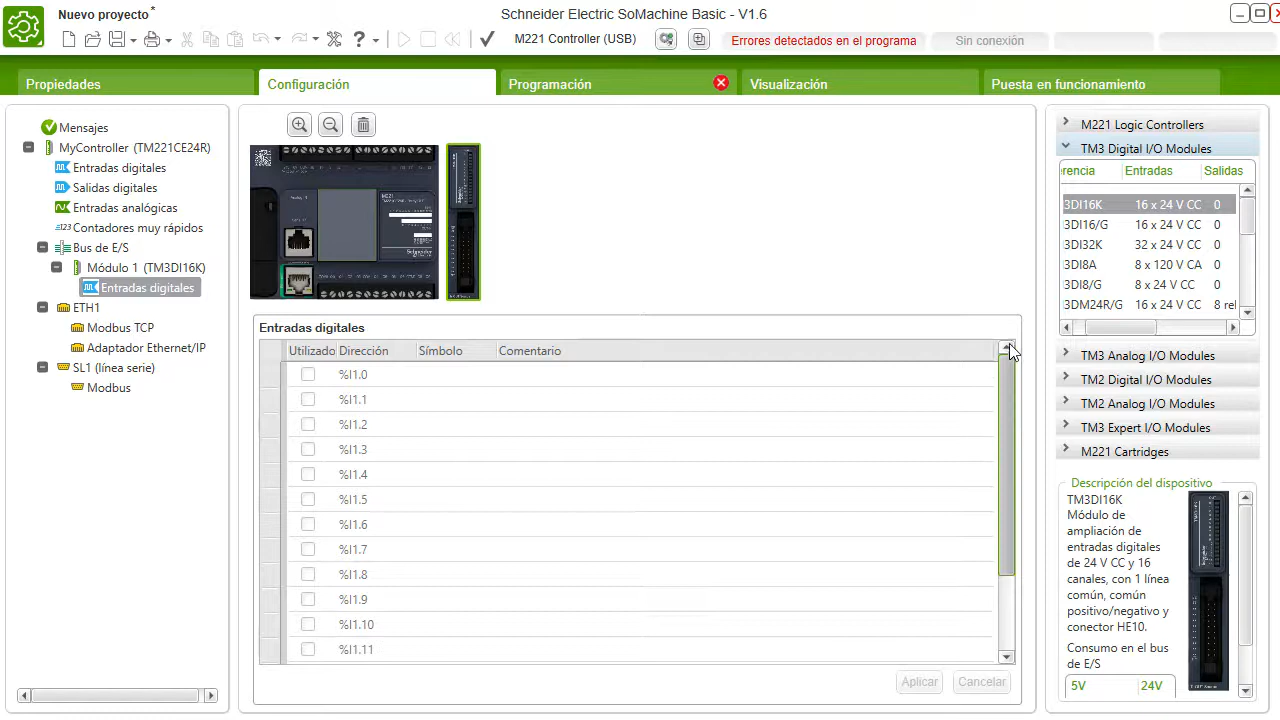 Nuevo proyecto *
Schneider Electric SoMachine Basic - V1.6
M221 Controller (USB)
Errores detectados en el programa
Sin conexión
Propiedades
Configuración
Programación
Visualización
Puesta en funcionamiento
Mensajes
MyController (TM221CE24R)
Entradas digitales
Salidas digitales
Entradas analógicas
Contadores muy rápidos
Bus de E/S
Módulo 1 (TM3DI16K)
Entradas digitales
ETH1
Modbus TCP
Adaptador Ethernet/IP
SL1 (línea serie)
Modbus
Entradas digitales
Utilizado Dirección Símbolo Comentario
%I1.0
%I1.1
%I1.2
%I1.3
%I1.4
%I1.5
%I1.6
%I1.7
%I1.8
%I1.9
%I1.10
%I1.11
Aplicar Cancelar
M221 Logic Controllers
TM3 Digital I/O Modules
erencia Entradas Salidas
3DI16K 16 x 24 V CC 0
3DI16/G 16 x 24 V CC 0
3DI32K 32 x 24 V CC 0
3DI8A 8 x 120 V CA 0
3DI8/G 8 x 24 V CC 0
3DM24R/G 16 x 24 V CC 8 rel
TM3 Analog I/O Modules
TM2 Digital I/O Modules
TM2 Analog I/O Modules
TM3 Expert I/O Modules
M221 Cartridges
Descripción del dispositivo
TM3DI16K
Módulo de
ampliación de
entradas digitales
de 24 V CC y 16
canales, con 1 línea
común, común
positivo/negativo y
conector HE10.
Consumo en el bus
de E/S
5V 24V